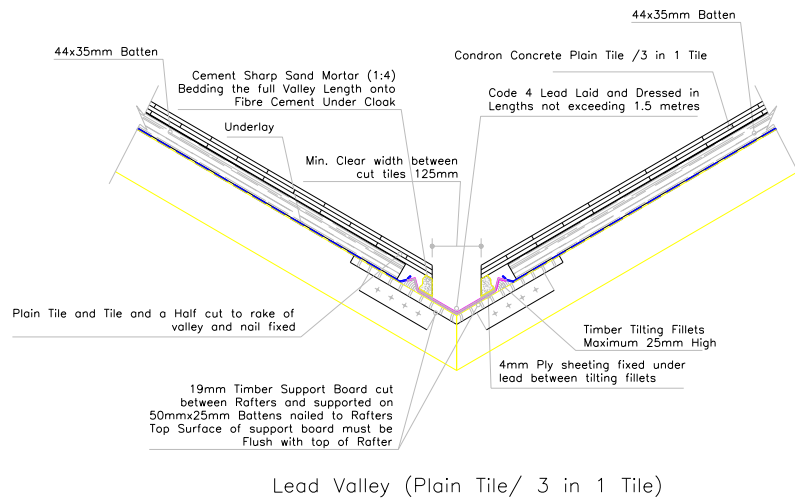 44x35mm Batten
44x35mm Batten
Condron Concrete Plain Tile /3 in 1 Tile
Cement Sharp Sand Mortar (1:4)
Bedding the full Valley Length onto
Fibre Cement Under Cloak
Code 4 Lead Laid and Dressed in
Lengths not exceeding 1.5 metres
Underlay
Min. Clear width between
cut tiles 125mm
Plain Tile and Tile and a Half cut to rake of
valley and nail fixed
Timber Tilting Fillets
Maximum 25mm High
4mm Ply sheeting fixed under
lead between tilting fillets
19mm Timber Support Board cut
between Rafters and supported on
50mmx25mm Battens nailed to Rafters
Top Surface of support board must be
Flush with top of Rafter
Lead Valley (Plain Tile/ 3 in 1 Tile)